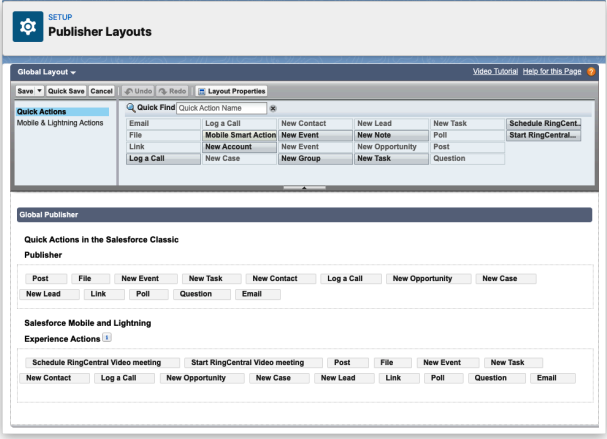 SETUP
Publisher Layouts
Global Layout Video Tutorial Help for this Page
Save Quick Save Cancel Undo Redo Layout Properties
Quick Actions
Mobile & Lightning Actions
Quick Find Quick Action Name
Email Log a Call New Contact New Lead New Task Schedule RingCent..
File Mobile Smart Action New Event New Note Poll Start RingCentral...
Link New Account New Event New Opportunity Post
Log a Call New Case New Group New Task Question
Global Publisher
Quick Actions in the Salesforce Classic
Publisher
Post File New Event New Task New Contact Log a Call New Opportunity New Case
New Lead Link Poll Question Email
Salesforce Mobile and Lightning
Experience Actions i
Schedule RingCentral Video meeting Start RingCentral Video meeting Post File New Event New Task
New Contact Log a Call New Opportunity New Case New Lead Link Poll Question Email